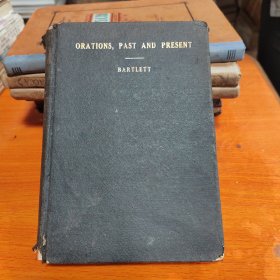 ORATIONS, PAST AND PRESENT
BARTLETT